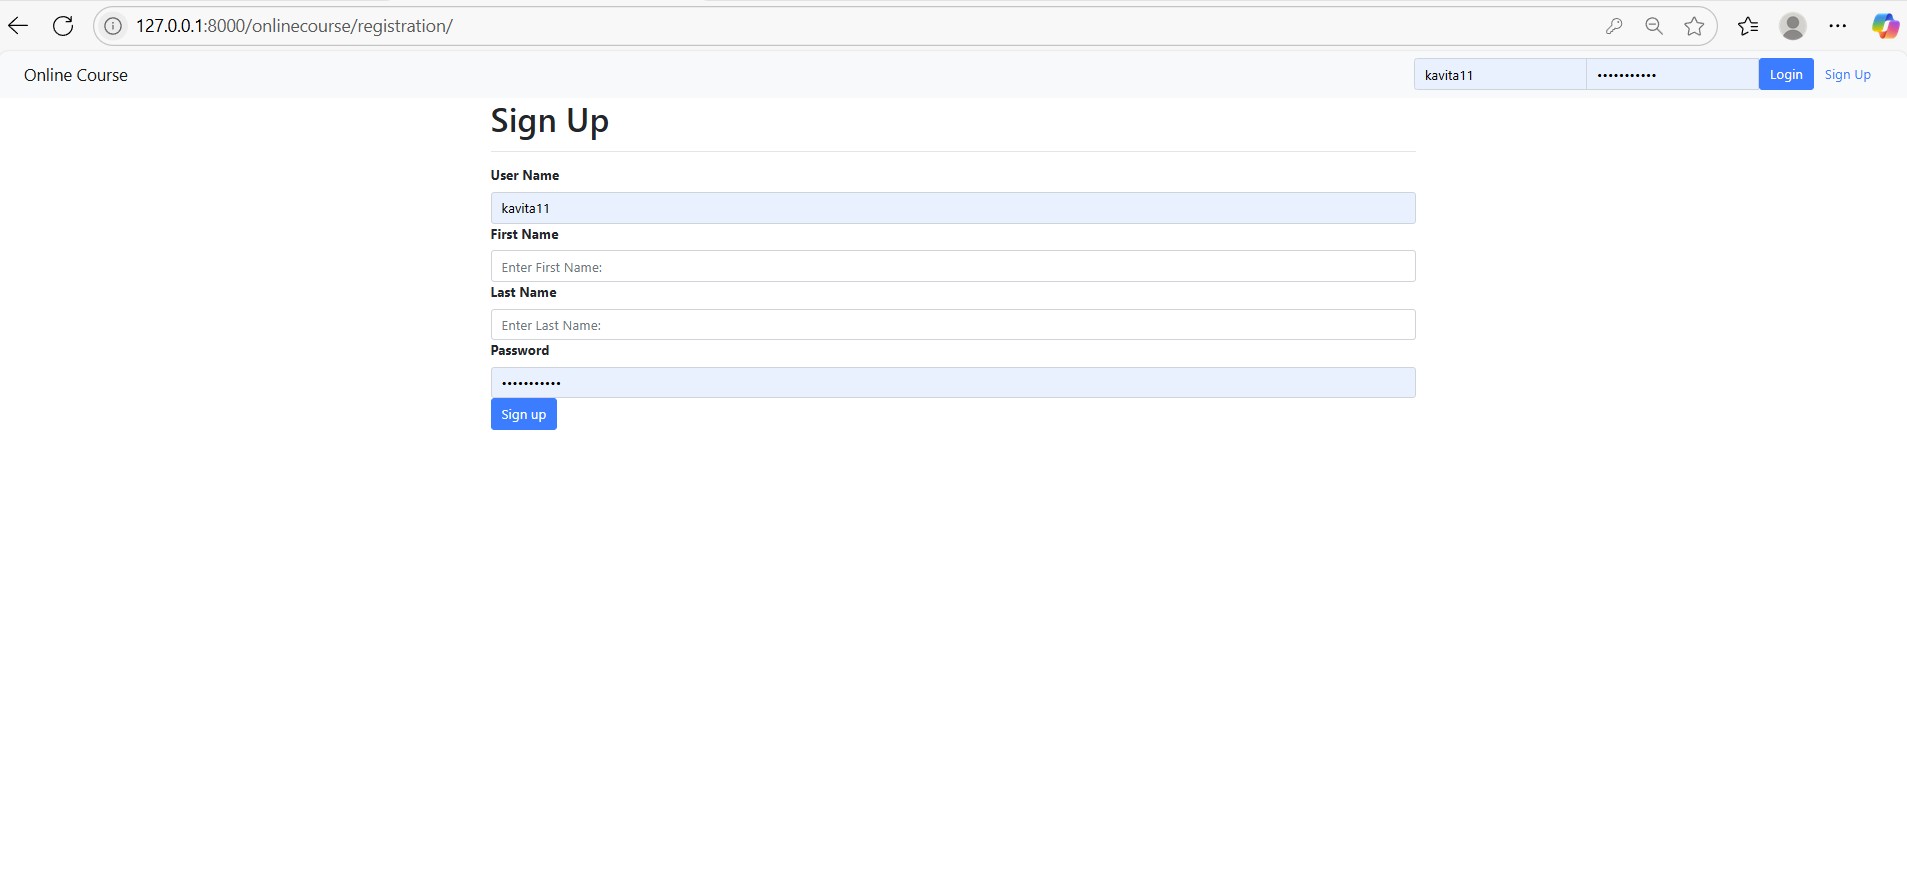 127.0.0.1:8000/onlinecourse/registration/
Online Course kavita11 ••••••••••• Login Sign Up
Sign Up
User Name
kavita11
First Name
Enter First Name:
Last Name
Enter Last Name:
Password
•••••••••••
Sign up